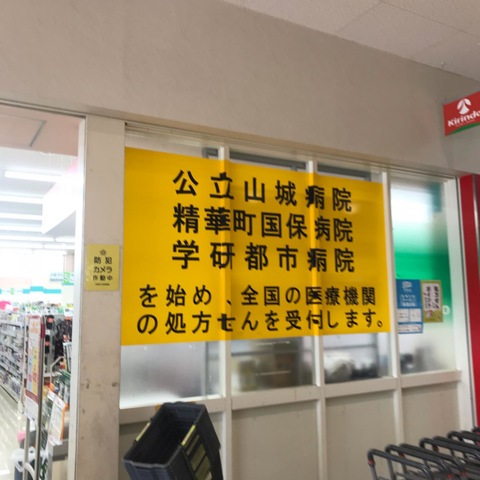 公立山城病院
精華町国保病院
学研都市病院
を始め、全国の医療機関
の処方せんを受付します。
Kirindo
防犯
カメラ
作動中